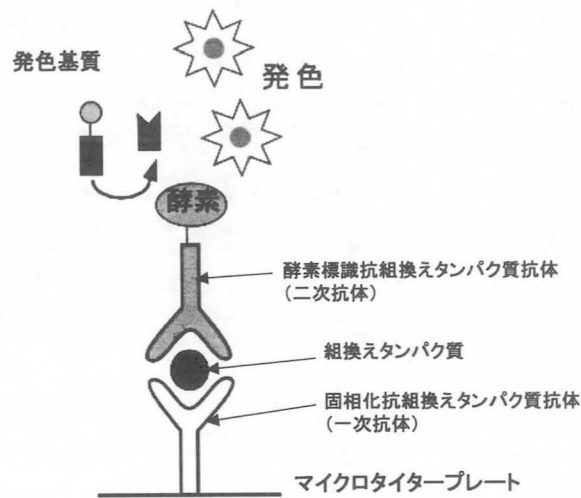 発色基質
発色
酵素
酵素標識抗組換えタンパク質抗体
(二次抗体)
組換えタンパク質
固相化抗組換えタンパク質抗体
(一次抗体)
マイクロタイタープレート